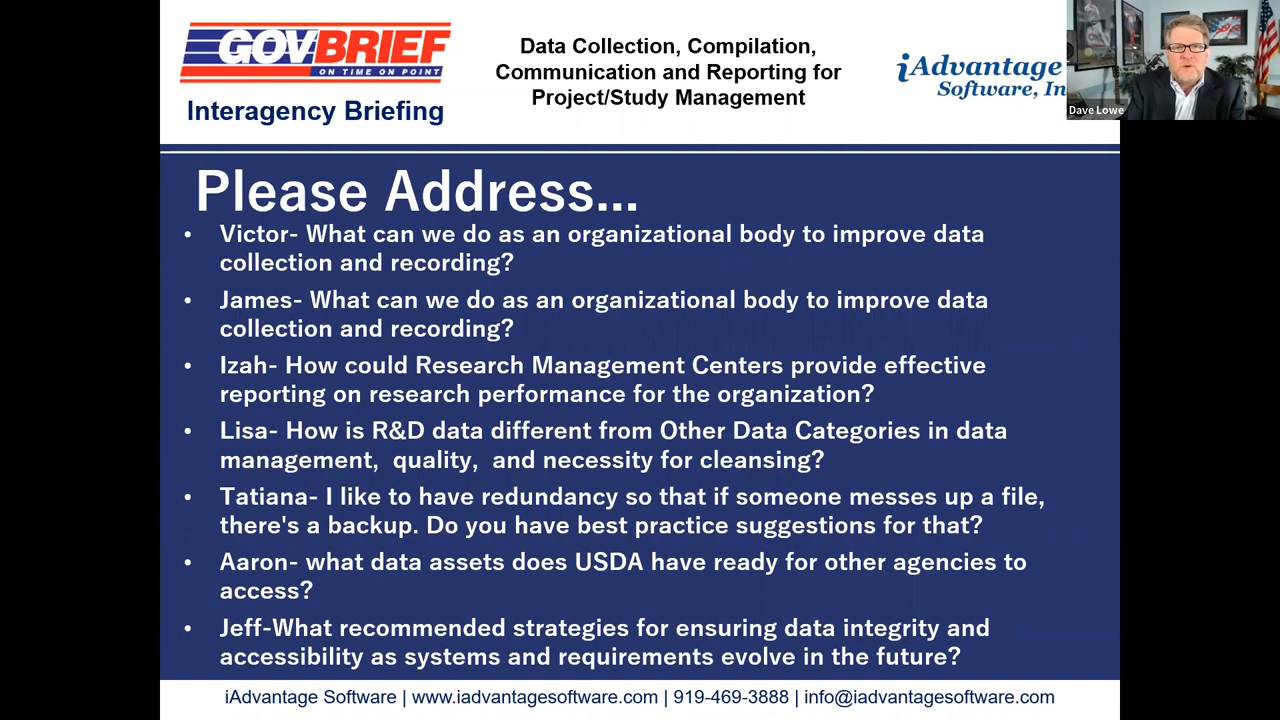 GOVBRIEF
ON TIME ON POINT
Interagency Briefing
Data Collection, Compilation,
Communication and Reporting for
Project/Study Management
iAdvantage
Software, In
Dave Lowe
Please Address...
• Victor- What can we do as an organizational body to improve data
collection and recording?
• James- What can we do as an organizational body to improve data
collection and recording?
• Izah- How could Research Management Centers provide effective
reporting on research performance for the organization?
• Lisa- How is R&D data different from Other Data Categories in data
management, quality, and necessity for cleansing?
• Tatiana- I like to have redundancy so that if someone messes up a file,
there's a backup. Do you have best practice suggestions for that?
• Aaron- what data assets does USDA have ready for other agencies to
access?
• Jeff-What recommended strategies for ensuring data integrity and
accessibility as systems and requirements evolve in the future?
iAdvantage Software | www.iadvantagesoftware.com | 919-469-3888 | info@iadvantagesoftware.com